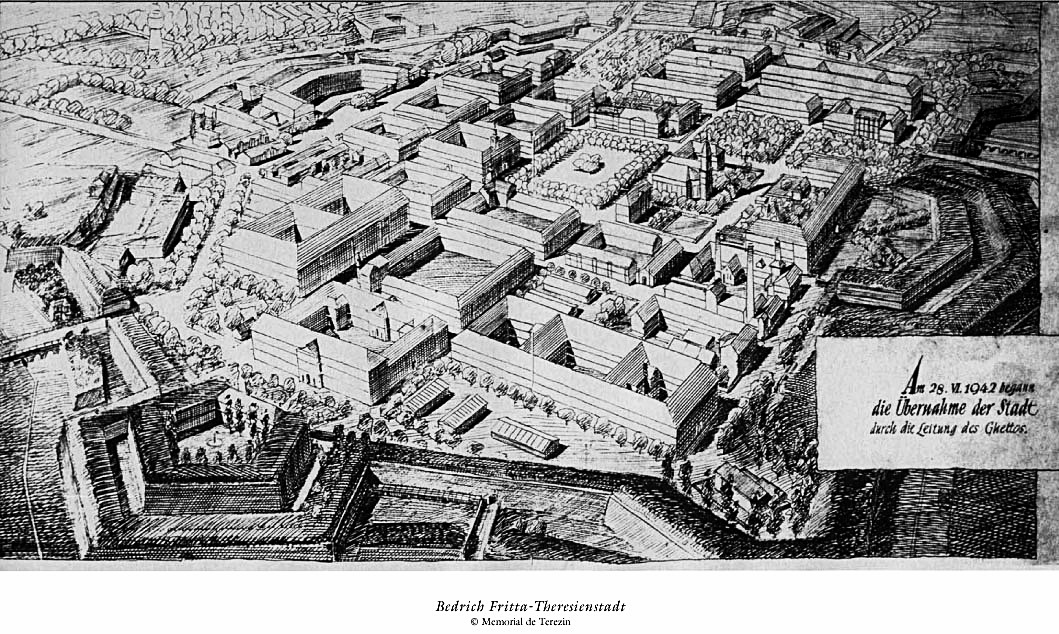 Am 28. VI. 1942 begann
die Übernahme der Stadt
durch die Leitung des Ghettos.
Bedrich Fritta-Theresienstadt
© Memorial de Terezin